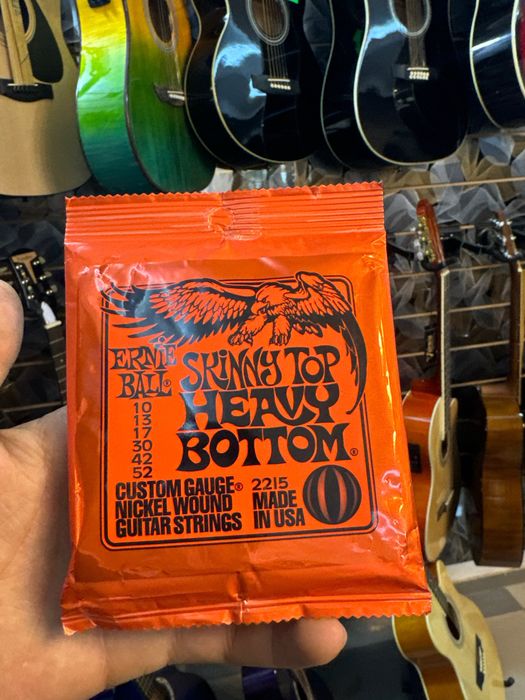 ERNIE
BALL®
SKINNY TOP
HEAVY
BOTTOM®
10
13
17
30
42
52
CUSTOM GAUGE®
NICKEL WOUND
GUITAR STRINGS
2215
MADE
IN USA